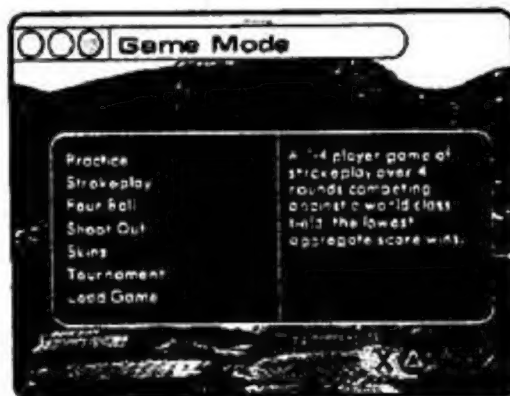 Game Mode
Practice
Strokeplay
Four Ball
Shoot Out
Skins
Tournament
Load Game
A 1-4 player game of
strokeplay over 4
rounds competing
against a world class
field, the lowest
aggregate score wins.
X △